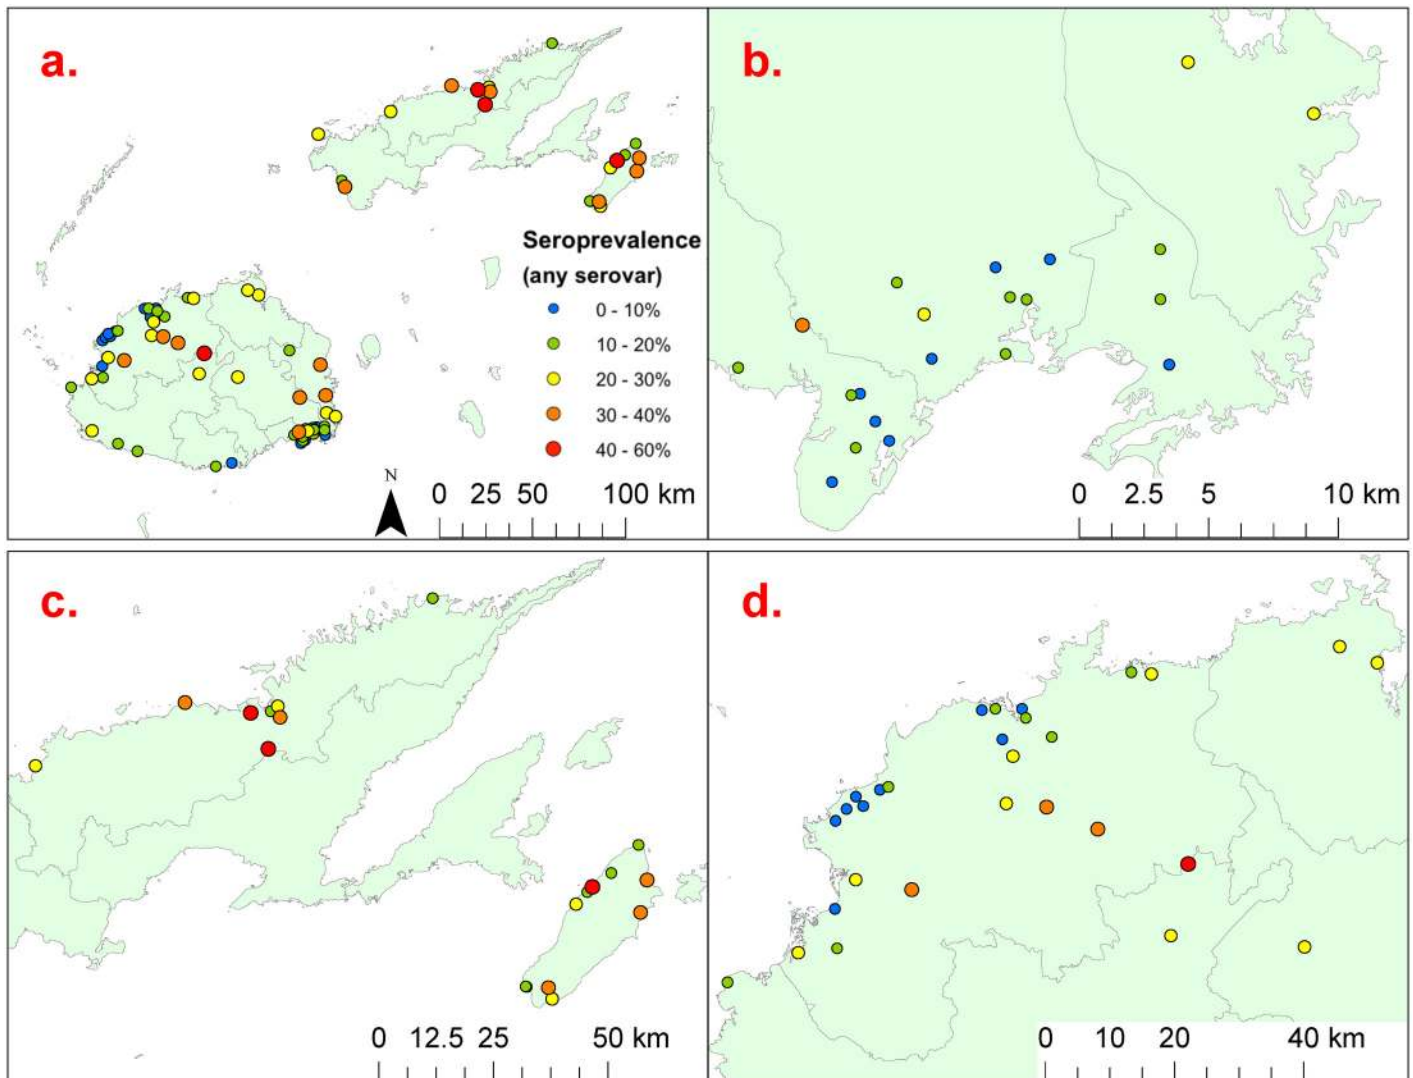 a.
b.
Seroprevalence
(any serovar)
0 - 10%
10 - 20%
20 - 30%
30 - 40%
40 - 60%
N
0 25 50 100 km
0 2.5 5 10 km
c.
d.
0 12.5 25 50 km
0 10 20 40 km